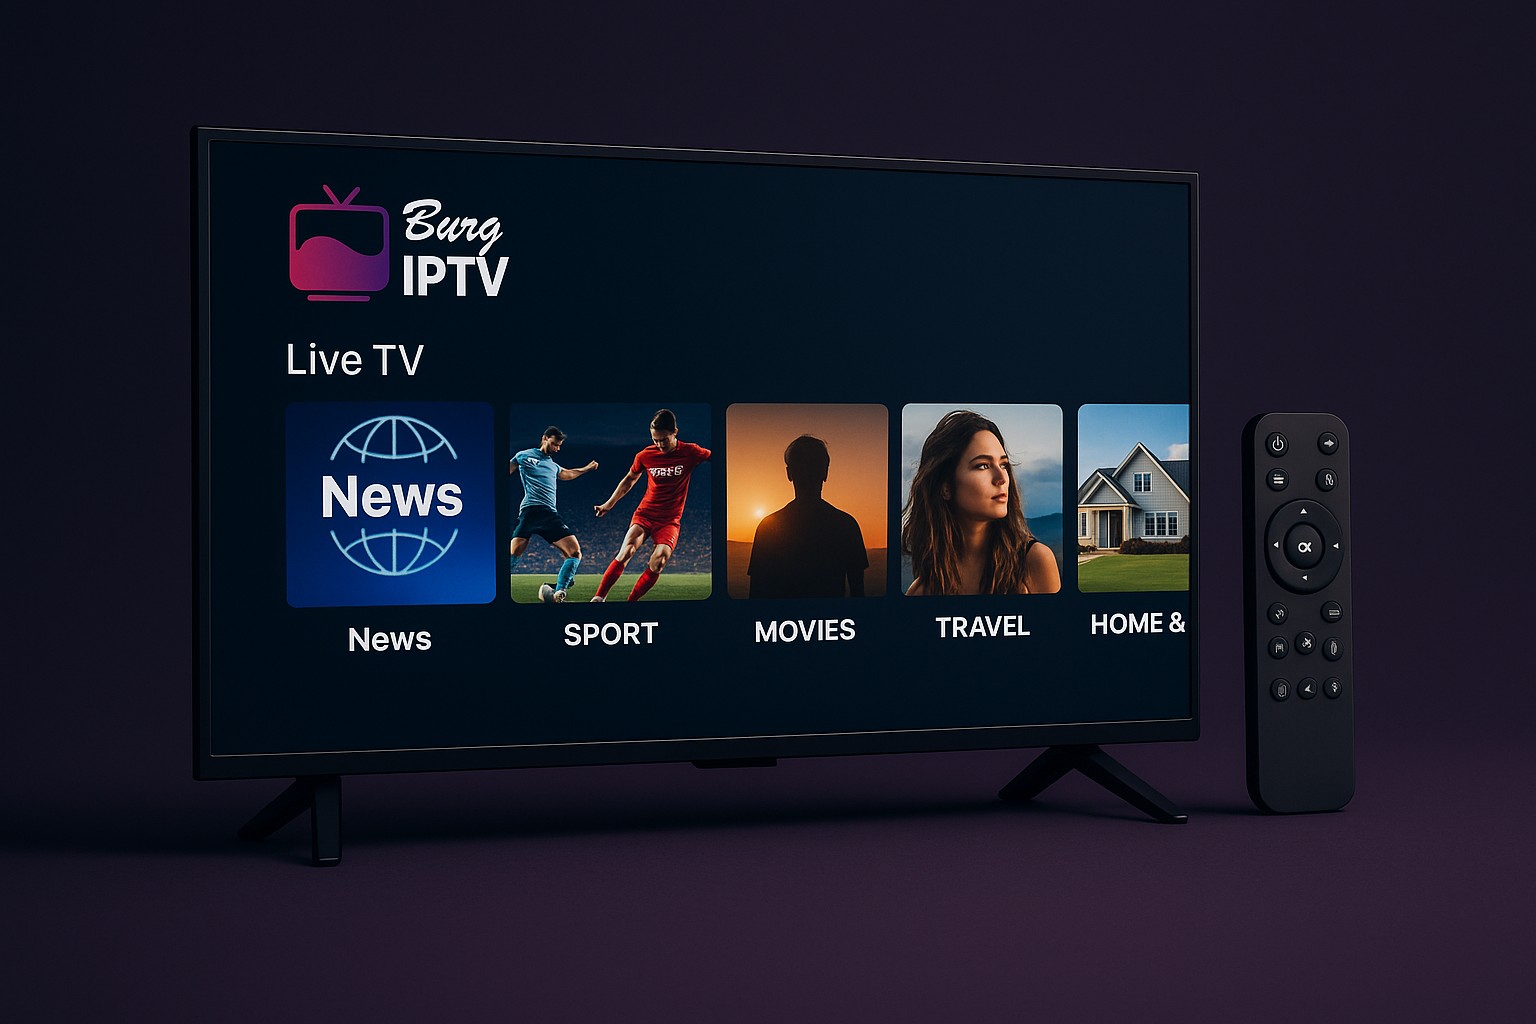 Burg
IPTV
Live TV
News
News
SPORT
MOVIES
TRAVEL
HOME &